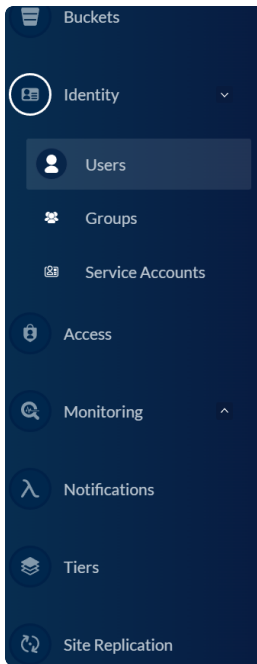 Buckets
Identity
Users
Groups
Service Accounts
Access
Monitoring
Notifications
Tiers
Site Replication